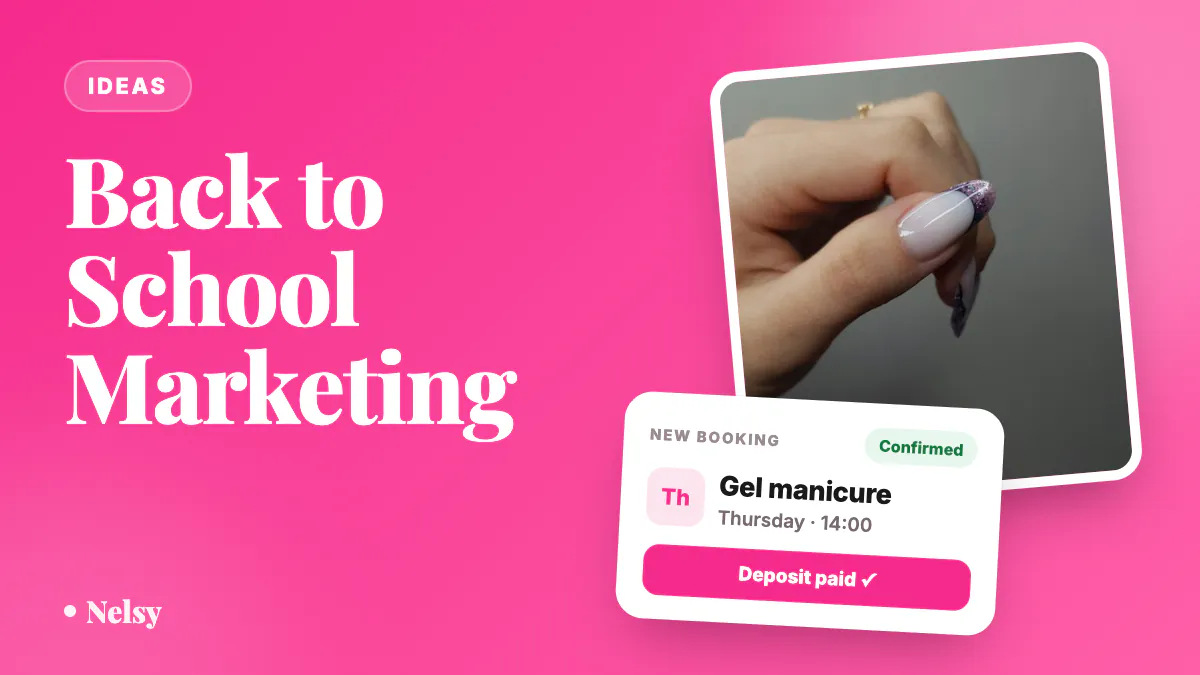 IDEAS
Back to
School
Marketing
NEW BOOKING
Confirmed
Th
Gel manicure
Thursday · 14:00
Deposit paid ✓
• Nelsy